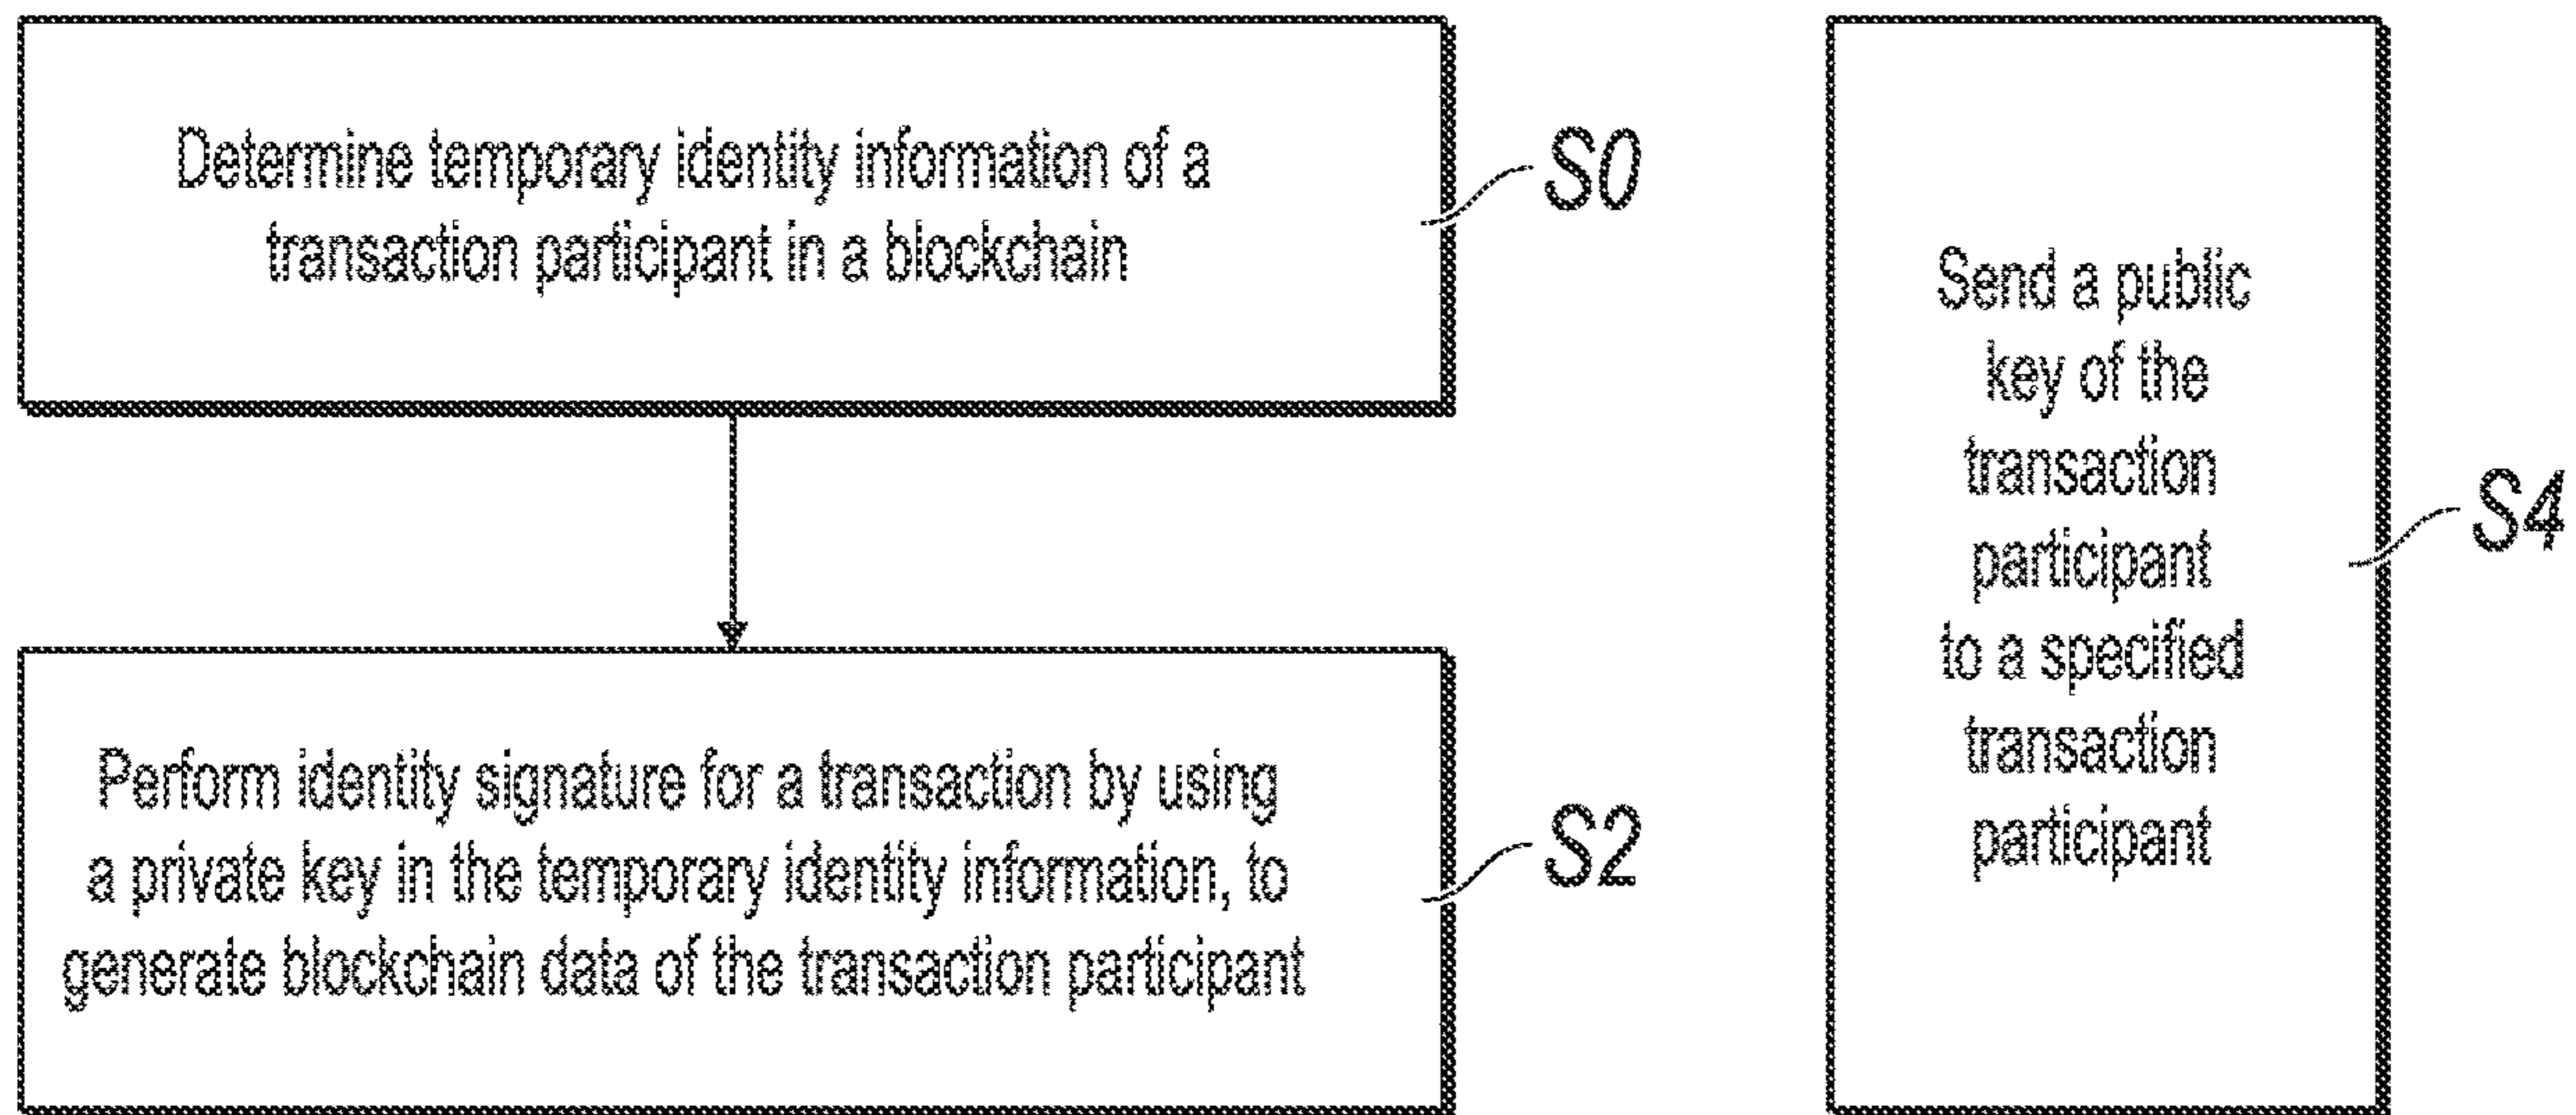 Determine temporary identity information of a
transaction participant in a blockchain
S0
Perform identity signature for a transaction by using
a private key in the temporary identity information, to
generate blockchain data of the transaction participant
S2
Send a public
key of the
transaction
participant
to a specified
transaction
participant
S4